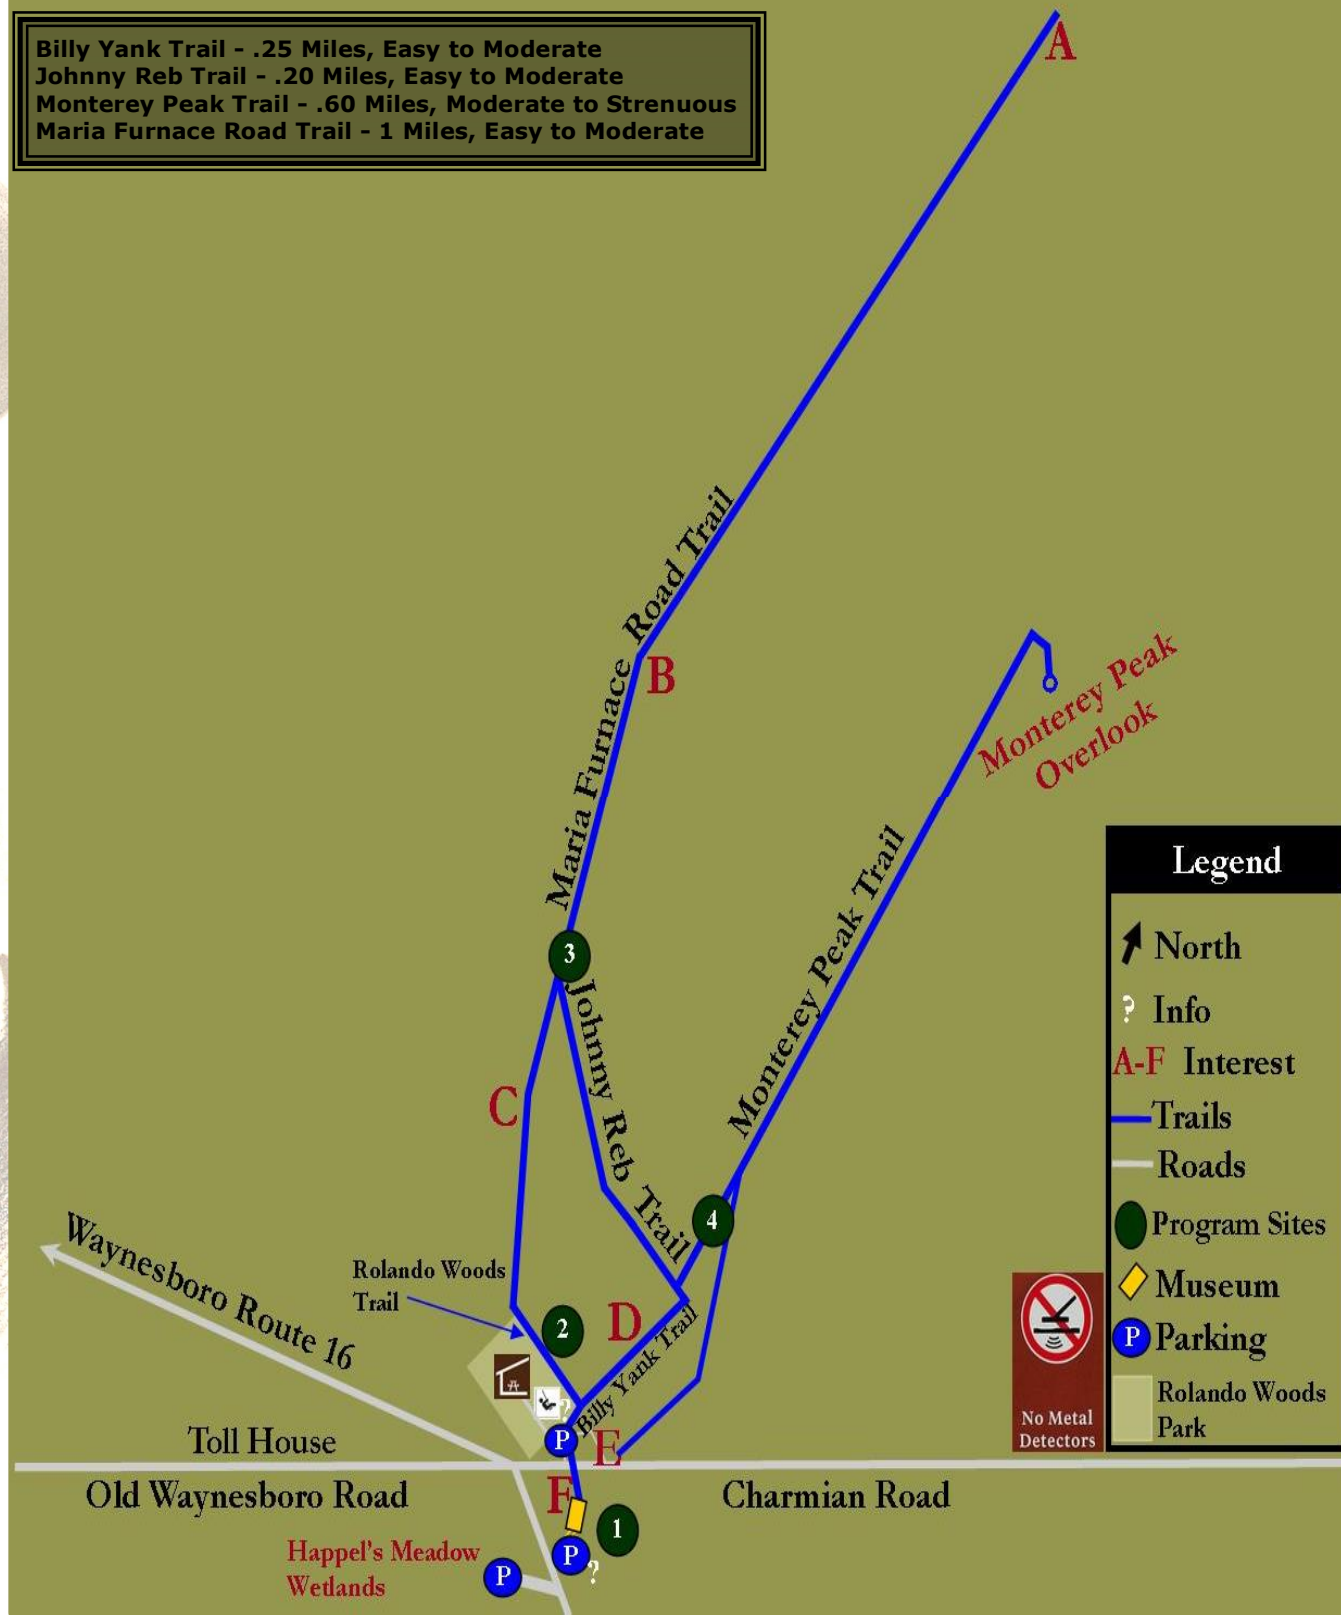 Billy Yank Trail - .25 Miles, Easy to Moderate
Johnny Reb Trail - .20 Miles, Easy to Moderate
Monterey Peak Trail - .60 Miles, Moderate to Strenuous
Maria Furnace Road Trail - 1 Miles, Easy to Moderate
A
Maria Furnace Road Trail
B
Monterey Peak
Overlook
Monterey Peak Trail
3
Johnny Reb Trail
C
4
Waynesboro Route 16
Rolando Woods
Trail
2
D
Billy Yank Trail
?
P
E
Toll House
Old Waynesboro Road
Charmian Road
F
1
P
?
Happel's Meadow
Wetlands
P
Legend
North
? Info
A-F Interest
Trails
Roads
Program Sites
Museum
P Parking
Rolando Woods
Park
No Metal
Detectors